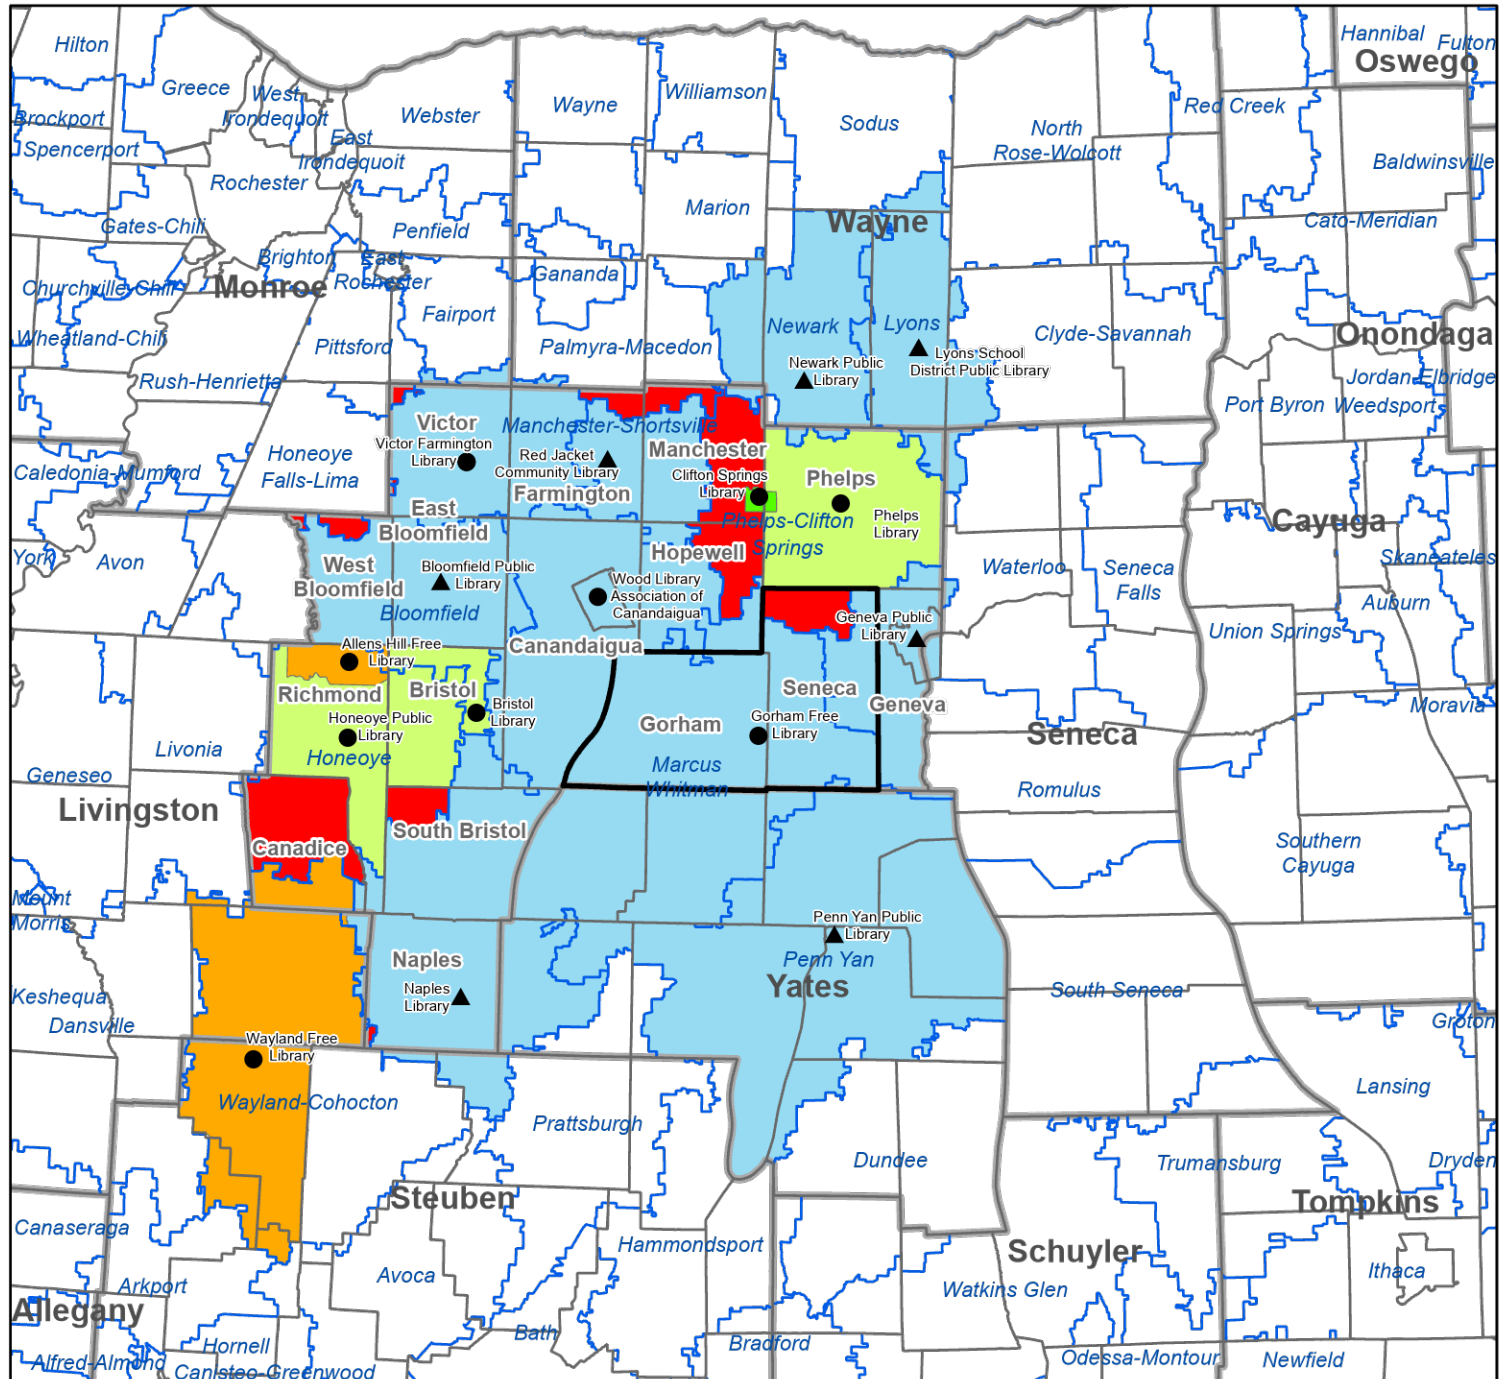 Hilton
Greece
West
Irondequoit
East
Irondequoit
Brockport
Spencerport
Rochester
Gates-Chili
Webster
Wayne
Williamson
Sodus
North
Rose-Wolcott
Red Creek
Hannibal
Fulton
Oswego
Baldwinsville
Cato-Meridian
Marion
Wayne
Penfield
Brighton
East
Rochester
Monroe
Churchville-Chili
Wheatland-Chili
Gananda
Fairport
Pittsford
Palmyra-Macedon
Newark
Lyons
Newark Public
Library
Lyons School
District Public Library
Clyde-Savannah
Onondaga
Jordan-Elbridge
Port Byron
Weedsport
Rush-Henrietta
Honeoye
Falls-Lima
Caledonia-Mumford
Victor
Victor Farmington
Library
Manchester-Shortsville
Red Jacket
Community Library
Farmington
Manchester
Clifton Springs
Library
Phelps
Phelps
Library
Phelps-Clifton
Springs
East
Bloomfield
West
Bloomfield
Bloomfield Public
Library
Bloomfield
Hopewell
Wood Library
Association of
Canandaigua
Canandaigua
York
Avon
Waterloo
Seneca
Falls
Cayuga
Skaneateles
Auburn
Union Springs
Geneva Public
Library
Allens Hill Free
Library
Richmond
Bristol
Bristol
Library
Honeoye Public
Library
Honeoye
Gorham
Seneca
Gorham Free
Library
Geneva
Marcus
Whitman
Seneca
Moravia
Livonia
Geneseo
Livingston
Romulus
Canadice
South Bristol
Southern
Cayuga
Mount
Morris
Penn Yan Public
Library
Penn Yan
Yates
Naples
Naples
Library
Keshequa
Dansville
South Seneca
Groton
Wayland Free
Library
Wayland-Cohocton
Prattsburgh
Lansing
Dundee
Trumansburg
Dryden
Steuben
Tompkins
Canaseraga
Hammondsport
Schuyler
Avoca
Arkport
Watkins Glen
Ithaca
Allegany
Hornell
Bath
Bradford
Alfred-Almond
Canisteo-Greenwood
Odessa-Montour
Newfield